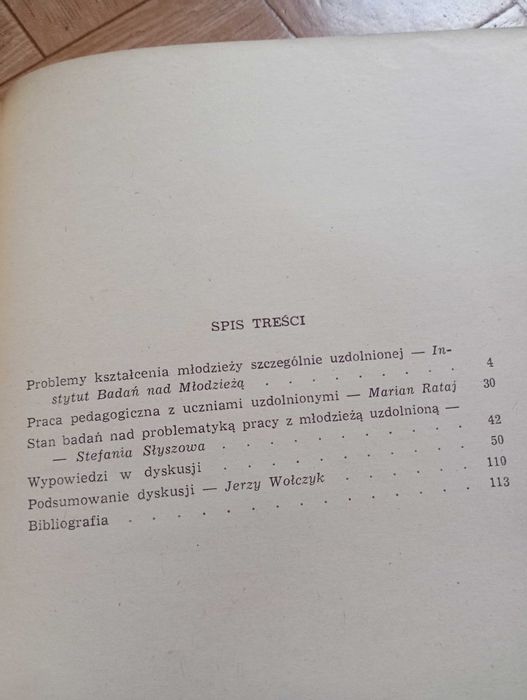 SPIS TREŚCI
Problemy kształcenia młodzieży szczególnie uzdolnionej — In-
stytut Badań nad Młodzieżą . . . . . . . . 4
Praca pedagogiczna z uczniami uzdolnionymi — Marian Rataj 30
Stan badań nad problematyką pracy z młodzieżą uzdolnioną —
— Stefania Słyszowa . . . . . . . . . 42
Wypowiedzi w dyskusji . . . . . . . . . 50
Podsumowanie dyskusji — Jerzy Wołczyk . . . . . 110
Bibliografia . . . . . . . . . . . . 113